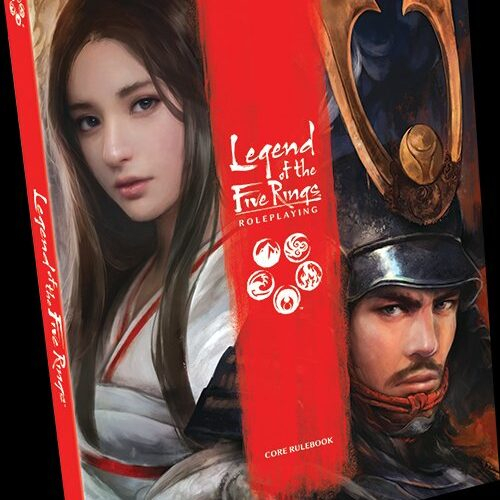 Legend
of the
Five Rings
ROLEPLAYING
CORE RULEBOOK
Legend of the Five Rings